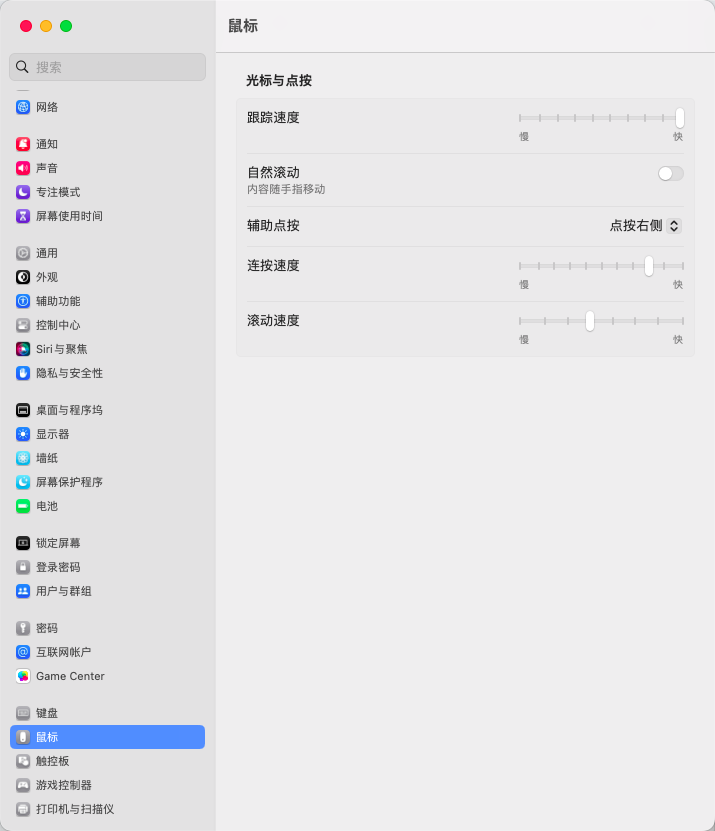 鼠标
搜索
网络
通知
声音
专注模式
屏幕使用时间
通用
外观
辅助功能
控制中心
Siri与聚焦
隐私与安全性
桌面与程序坞
显示器
墙纸
屏幕保护程序
电池
锁定屏幕
登录密码
用户与群组
密码
互联网帐户
Game Center
键盘
鼠标
触控板
游戏控制器
打印机与扫描仪
光标与点按
跟踪速度
慢 快
自然滚动
内容随手指移动
辅助点按 点按右侧
连按速度
慢 快
滚动速度
慢 快